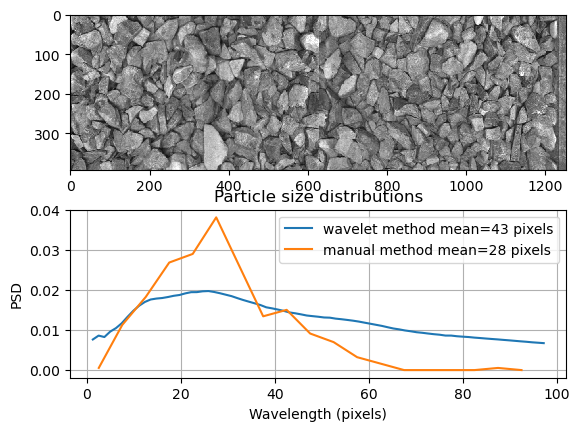 0
100
200
300
0 200 400 600 800 1000 1200
Particle size distributions
0.04
0.03
0.02
0.01
0.00
PSD
wavelet method mean=43 pixels
manual method mean=28 pixels
0 20 40 60 80 100
Wavelength (pixels)